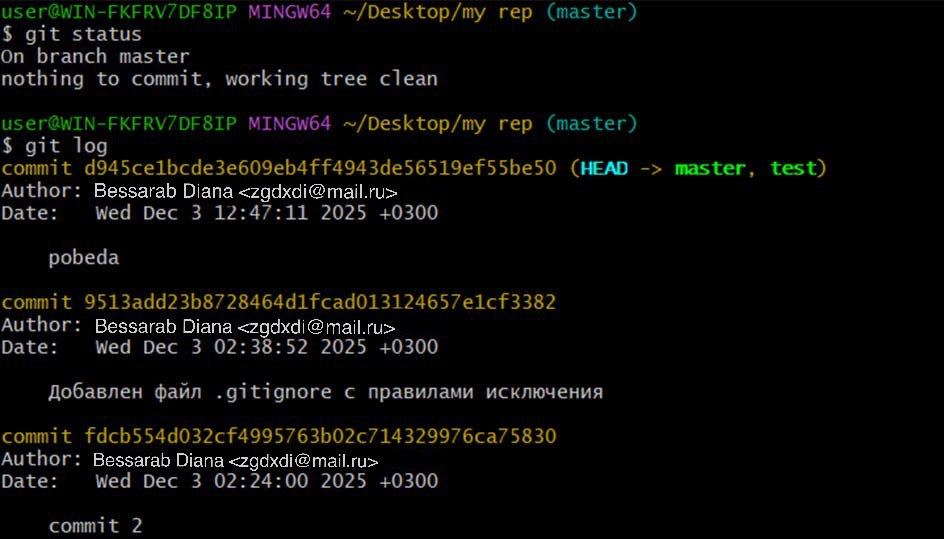 user@WIN-FKFRV7DF8IP MINGW64 ~/Desktop/my rep (master)
$ git status
On branch master
nothing to commit, working tree clean
user@WIN-FKFRV7DF8IP MINGW64 ~/Desktop/my rep (master)
$ git log
commit d945ce1bcde3e609eb4ff4943de56519ef55be50 (HEAD -> master, test)
Author: Bessarab Diana <zgdxdi@mail.ru>
Date:   Wed Dec 3 12:47:11 2025 +0300
pobeda
commit 9513add23b8728464d1fcad013124657e1cf3382
Author: Bessarab Diana <zgdxdi@mail.ru>
Date:   Wed Dec 3 02:38:52 2025 +0300
Добавлен файл .gitignore с правилами исключения
commit fdcb554d032cf4995763b02c714329976ca75830
Author: Bessarab Diana <zgdxdi@mail.ru>
Date:   Wed Dec 3 02:24:00 2025 +0300
commit 2